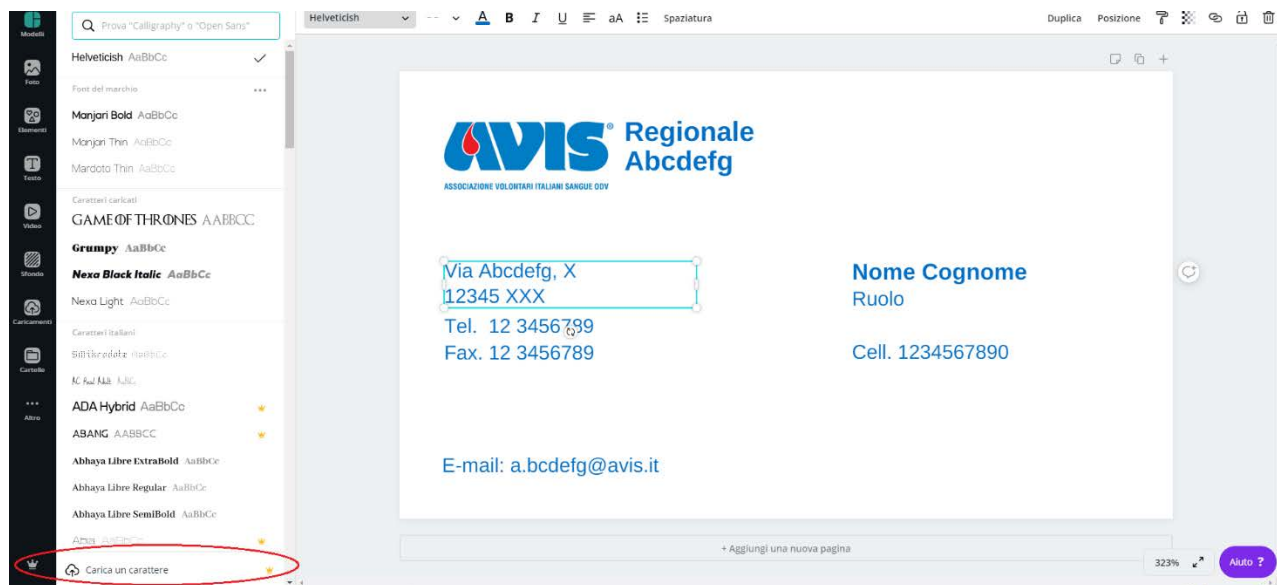 Modelli
Foto
Elementi
Testo
Video
Sfondo
Caricamenti
Cartelle
Altro
Prova "Calligraphy" o "Open Sans"
Helveticish AaBbCc
Font del marchio
Manjari Bold AaBbCc
Manjari Thin AaBbCc
Mardoto Thin AaBbCc
Caratteri caricati
GAME OF THRONES AABBCC
Grumpy AaBbCc
Nexa Black Italic AaBbCc
Nexa Light AaBbCc
Caratteri italiani
ADA Hybrid AaBbCc
ABANG AABBCC
Abhaya Libre ExtraBold AaBbCc
Abhaya Libre Regular AaBbCc
Abhaya Libre SemiBold AaBbCc
AaBbCc
Carica un carattere
Helveticish -- A B I U aA Spaziatura
Duplica Posizione
AVIS®
ASSOCIAZIONE VOLONTARI ITALIANI SANGUE ODV
Regionale
Abcdefg
Via Abcdefg, X
12345 XXX
Tel. 12 3456789
Fax. 12 3456789
Nome Cognome
Ruolo
Cell. 1234567890
E-mail: a.bcdefg@avis.it
+ Aggiungi una nuova pagina
323%
Aiuto ?